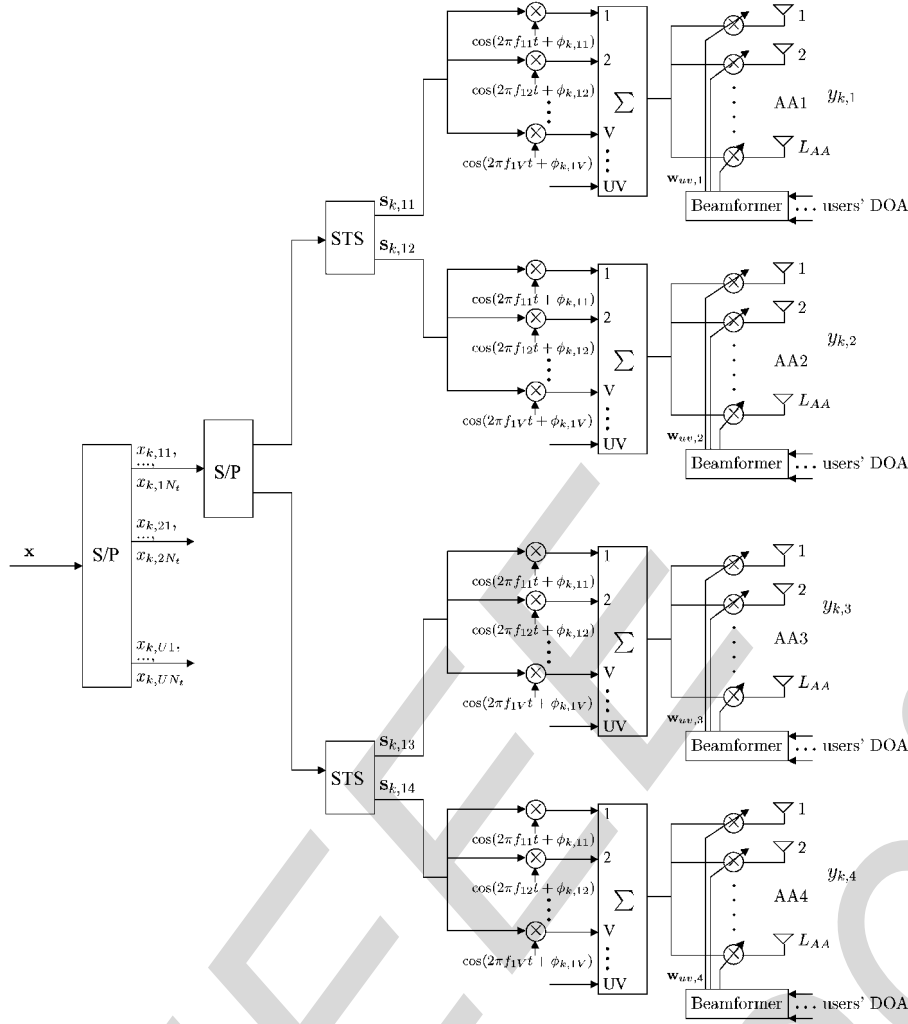 1
cos(2πf_{11}t + ϕ_{k,11})
2
cos(2πf_{12}t + ϕ_{k,12})
V
cos(2πf_{1V}t + ϕ_{k,1V})
UV
Σ
1
2
AA1
y_{k,1}
L_{AA}
w_{uv,1}
Beamformer
... users' DOA
s_{k,11}
STS
s_{k,12}
1
cos(2πf_{11}t + ϕ_{k,11})
2
cos(2πf_{12}t + ϕ_{k,12})
V
cos(2πf_{1V}t + ϕ_{k,1V})
UV
Σ
1
2
AA2
y_{k,2}
L_{AA}
w_{uv,2}
Beamformer
... users' DOA
x
S/P
x_{k,11},
...,
x_{k,1N_t}
x_{k,21},
...,
x_{k,2N_t}
x_{k,U1},
...,
x_{k,UN_t}
S/P
1
cos(2πf_{11}t + ϕ_{k,11})
2
cos(2πf_{12}t + ϕ_{k,12})
V
cos(2πf_{1V}t + ϕ_{k,1V})
UV
Σ
1
2
AA3
y_{k,3}
L_{AA}
w_{uv,3}
Beamformer
... users' DOA
s_{k,13}
STS
s_{k,14}
1
cos(2πf_{11}t + ϕ_{k,11})
2
cos(2πf_{12}t + ϕ_{k,12})
V
cos(2πf_{1V}t + ϕ_{k,1V})
UV
Σ
1
2
AA4
y_{k,4}
L_{AA}
w_{uv,4}
Beamformer
... users' DOA